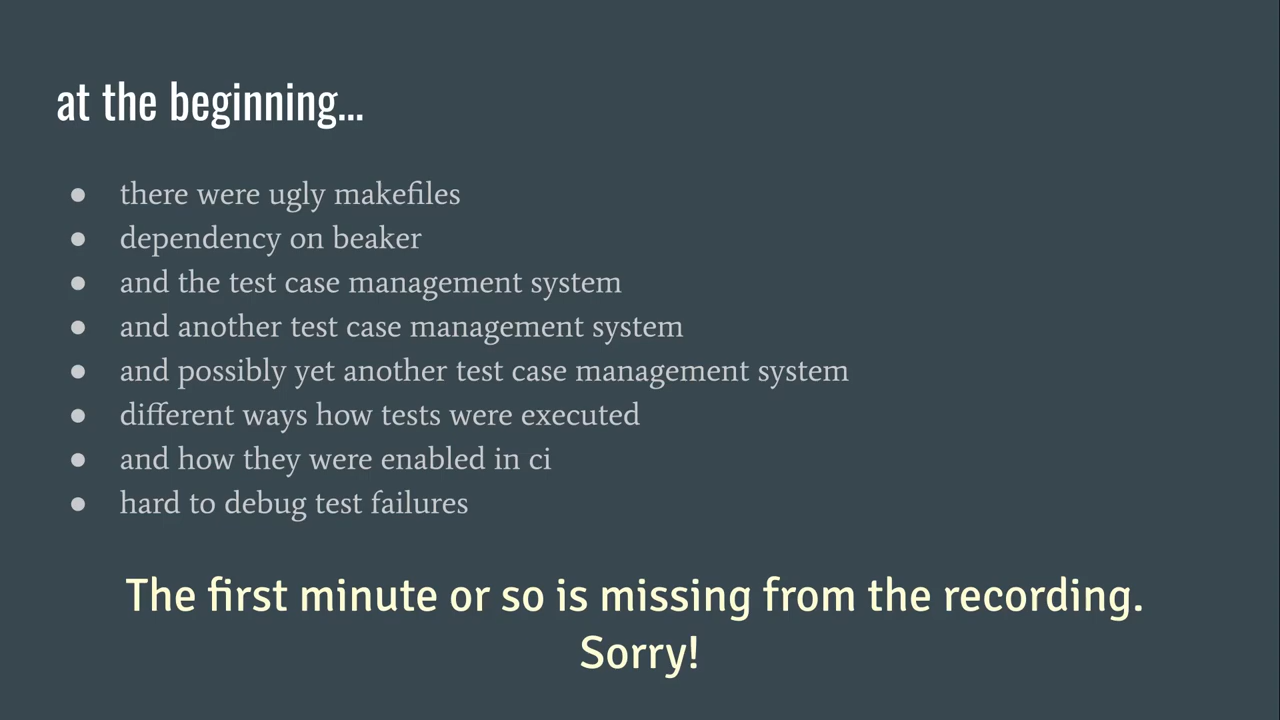 at the beginning...
● there were ugly makefiles
● dependency on beaker
● and the test case management system
● and another test case management system
● and possibly yet another test case management system
● different ways how tests were executed
● and how they were enabled in ci
● hard to debug test failures
The first minute or so is missing from the recording.
Sorry!